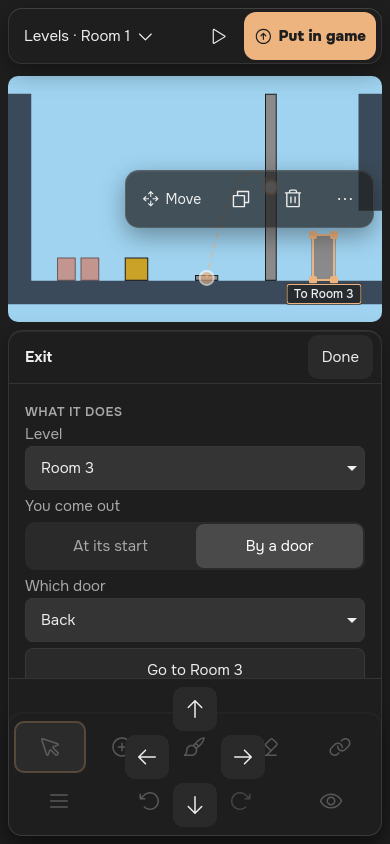 Levels · Room 1
Put in game
Move
To Room 3
Exit
Done
WHAT IT DOES
Level
Room 3
You come out
At its start
By a door
Which door
Back
Go to Room 3